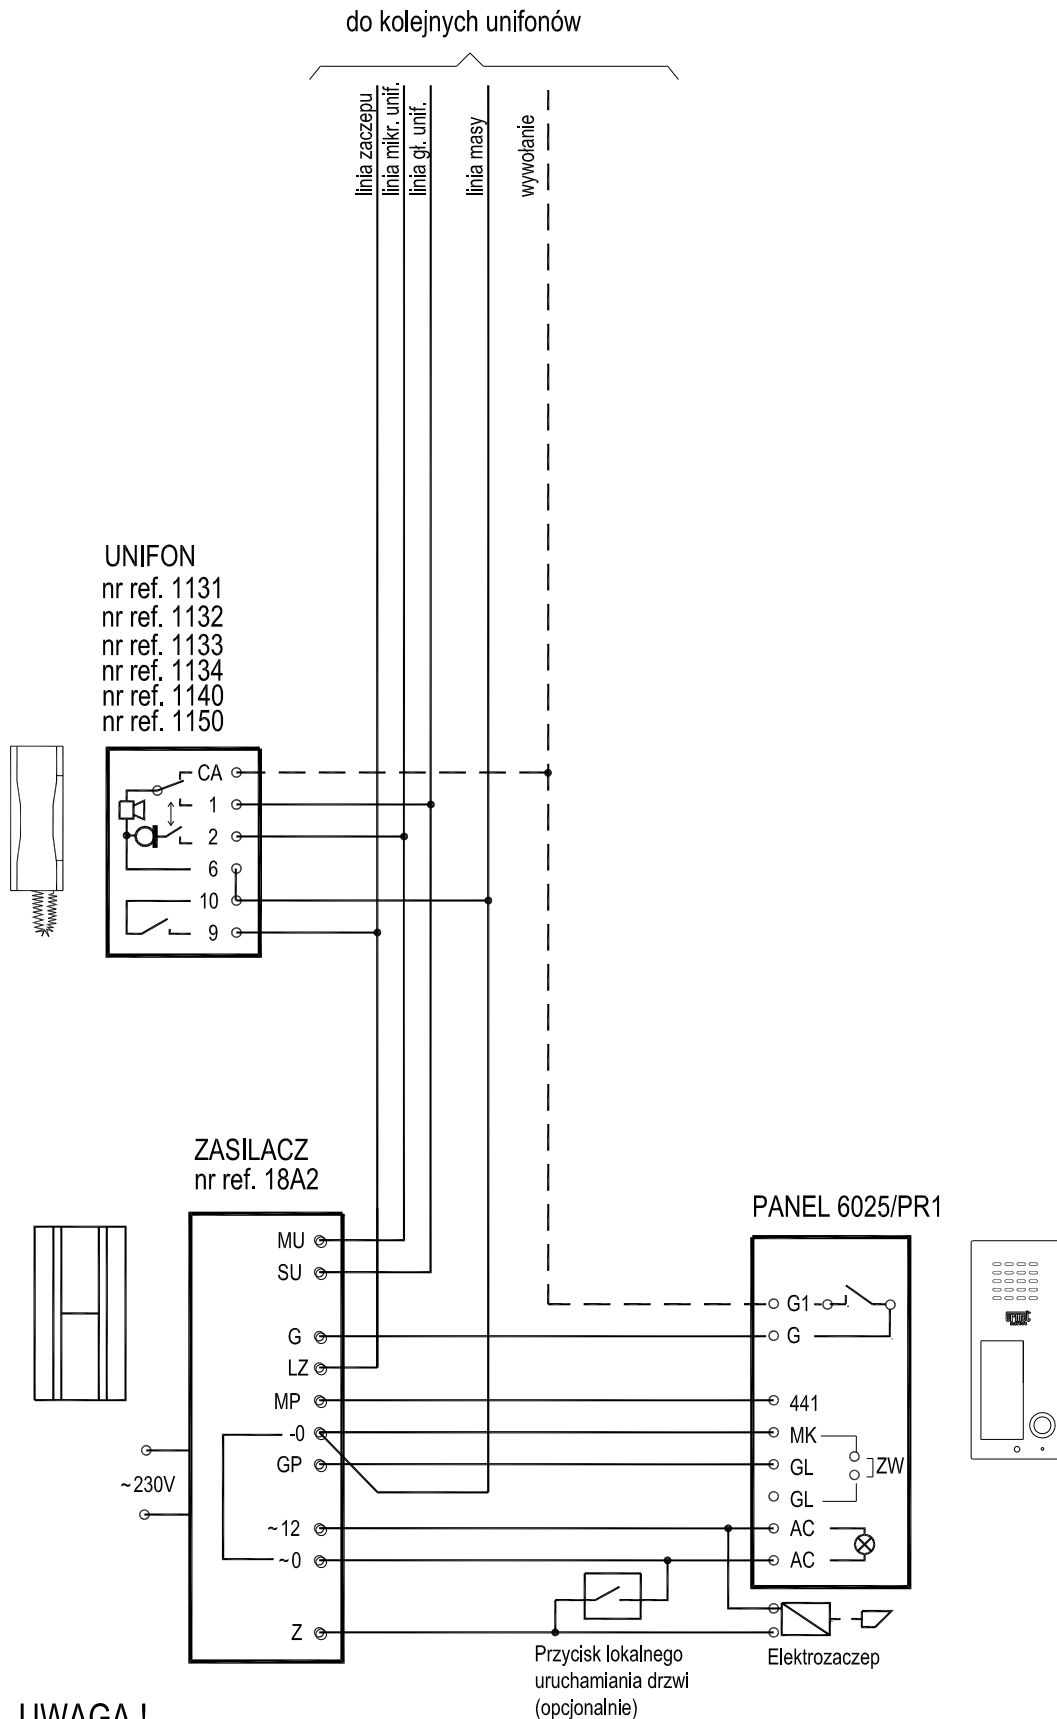 do kolejnych unifonów
linia zaczepu
linia mikr. unif.
linia gł. unif.
linia masy
wywołanie
UNIFON
nr ref. 1131
nr ref. 1132
nr ref. 1133
nr ref. 1134
nr ref. 1140
nr ref. 1150
CA
1
2
6
10
9
ZASILACZ
nr ref. 18A2
MU
SU
G
LZ
MP
-0
GP
~12
~0
Z
~230V
PANEL 6025/PR1
G1
G
441
MK
GL
ZW
GL
AC
AC
urmet
Przycisk lokalnego
uruchamiania drzwi
(opcjonalnie)
Elektrozaczep
UWAGA !